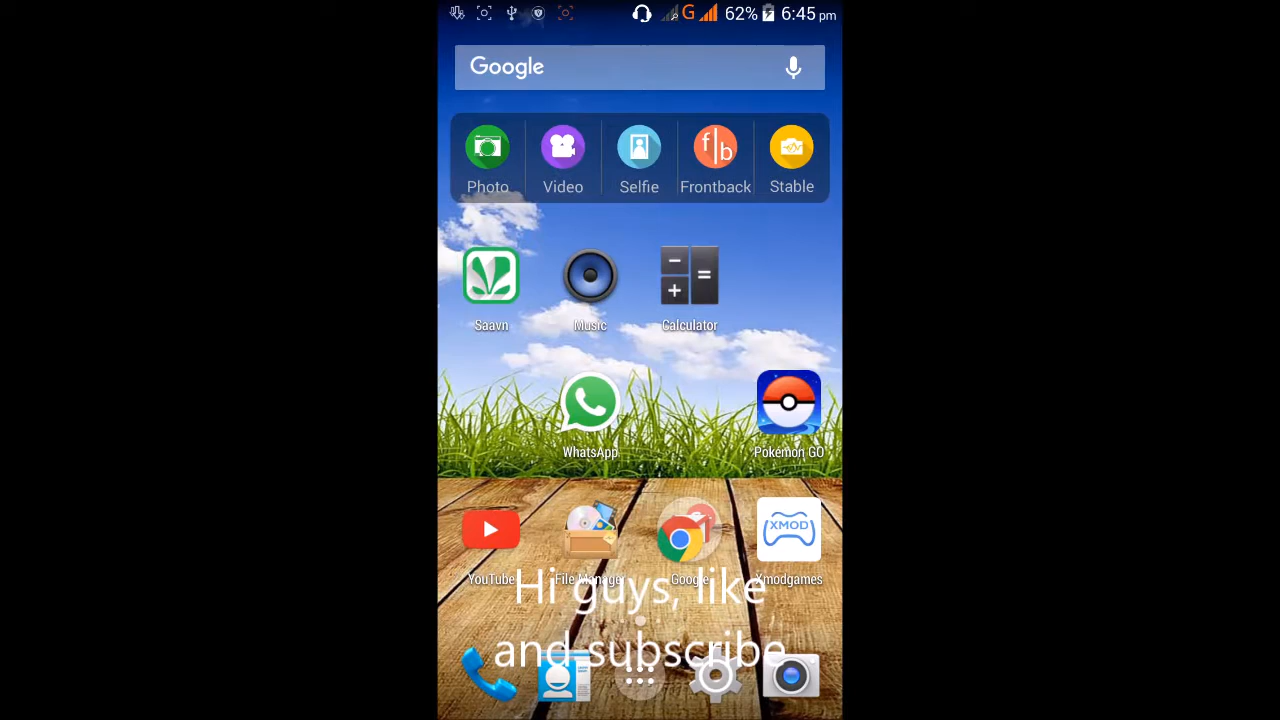 G 62% 6:45 pm
Google
Photo Video Selfie Frontback Stable
Saavn Music Calculator
WhatsApp Pokémon GO
XMOD
YouTube File Manager Google Xmodgames
Hi guys, like
and subscribe